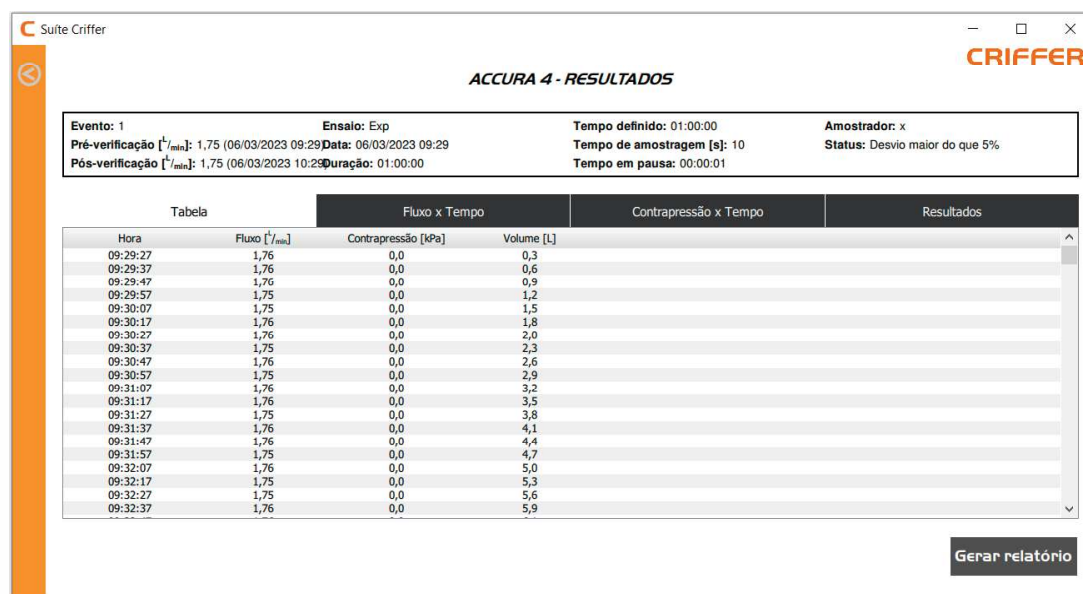 Suíte Criffer
CRIFFER
ACCURA 4 - RESULTADOS
Evento: 1 Ensaio: Exp Tempo definido: 01:00:00 Amostrador: x
Pré-verificação [L/min]: 1,75 (06/03/2023 09:29) Data: 06/03/2023 09:29 Tempo de amostragem [s]: 10 Status: Desvio maior do que 5%
Pós-verificação [L/min]: 1,75 (06/03/2023 10:29) Duração: 01:00:00 Tempo em pausa: 00:00:01
Tabela Fluxo x Tempo Contrapressão x Tempo Resultados
Hora Fluxo [L/min] Contrapressão [kPa] Volume [L]
09:29:27 1,76 0,0 0,3
09:29:37 1,76 0,0 0,6
09:29:47 1,76 0,0 0,9
09:29:57 1,75 0,0 1,2
09:30:07 1,75 0,0 1,5
09:30:17 1,76 0,0 1,8
09:30:27 1,76 0,0 2,0
09:30:37 1,75 0,0 2,3
09:30:47 1,76 0,0 2,6
09:30:57 1,75 0,0 2,9
09:31:07 1,76 0,0 3,2
09:31:17 1,76 0,0 3,5
09:31:27 1,75 0,0 3,8
09:31:37 1,76 0,0 4,1
09:31:47 1,76 0,0 4,4
09:31:57 1,75 0,0 4,7
09:32:07 1,76 0,0 5,0
09:32:17 1,75 0,0 5,3
09:32:27 1,75 0,0 5,6
09:32:37 1,76 0,0 5,9
Gerar relatório